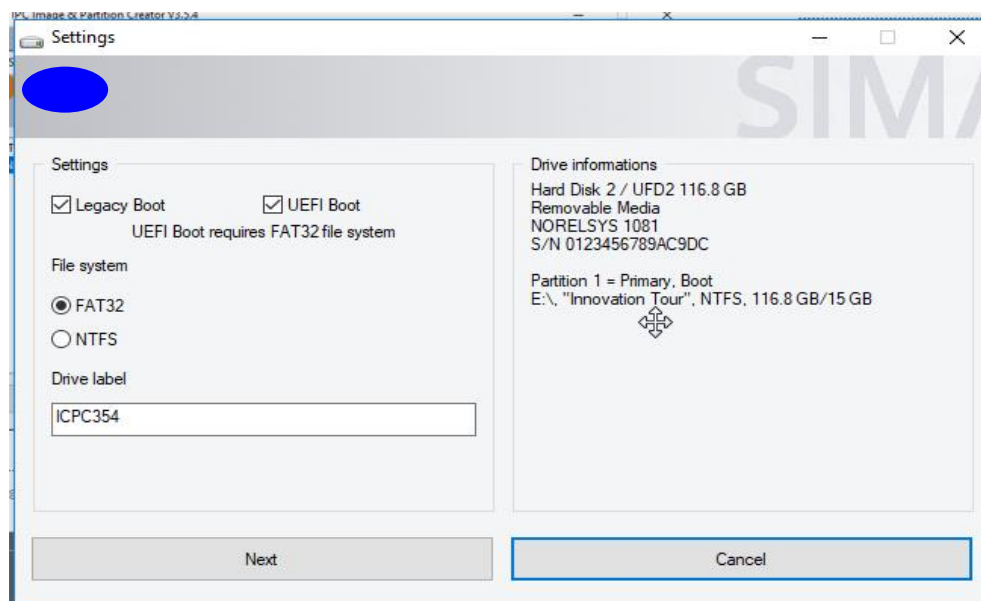 IPC Image & Partition Creator V3.5.4
Settings
SIMA
Settings
Legacy Boot
UEFI Boot
UEFI Boot requires FAT32 file system
File system
FAT32
NTFS
Drive label
ICPC354
Drive informations
Hard Disk 2 / UFD2 116.8 GB
Removable Media
NORELSYS 1081
S/N 0123456789AC9DC
Partition 1 = Primary, Boot
E:\, "Innovation Tour", NTFS, 116.8 GB/15 GB
Next
Cancel